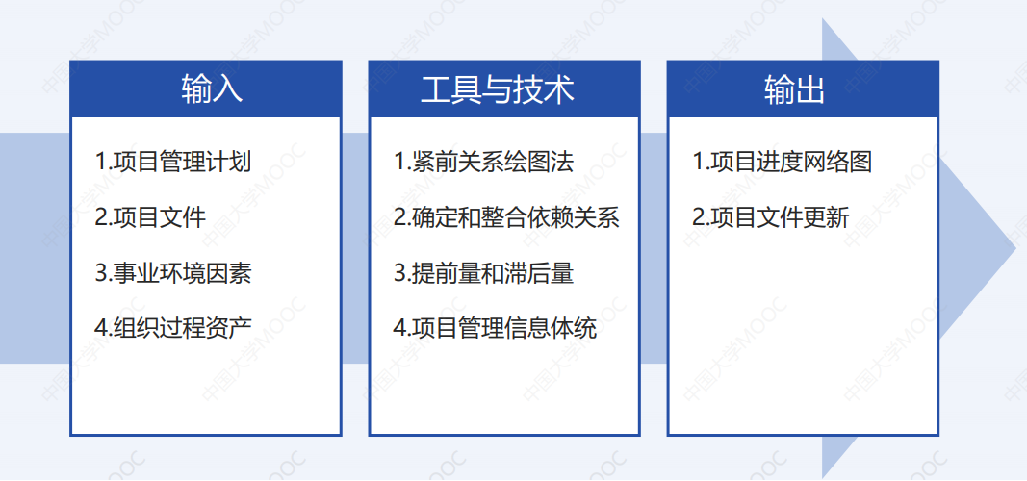 输入
1.项目管理计划
2.项目文件
3.事业环境因素
4.组织过程资产
工具与技术
1.紧前关系绘图法
2.确定和整合依赖关系
3.提前量和滞后量
4.项目管理信息体统
输出
1.项目进度网络图
2.项目文件更新
中国大学MOOC